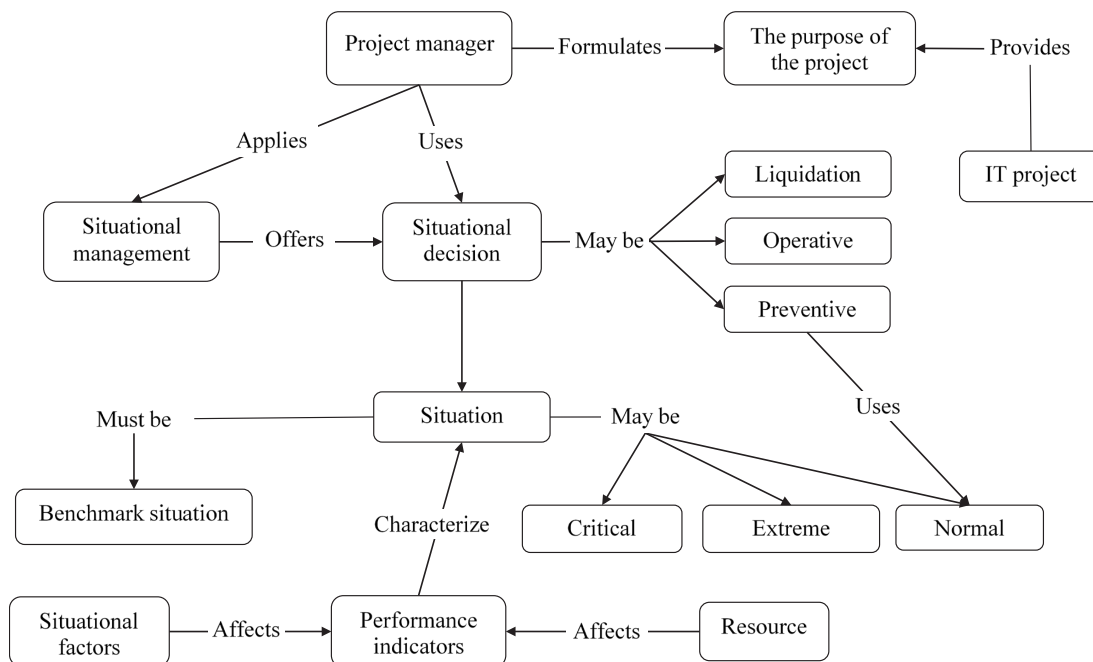 Project manager
Formulates
The purpose of
the project
Provides
Applies
Uses
Liquidation
IT project
Situational
management
Offers
Situational
decision
May be
Operative
Preventive
Must be
Situation
May be
Uses
Benchmark situation
Characterize
Critical
Extreme
Normal
Situational
factors
Affects
Performance
indicators
Affects
Resource